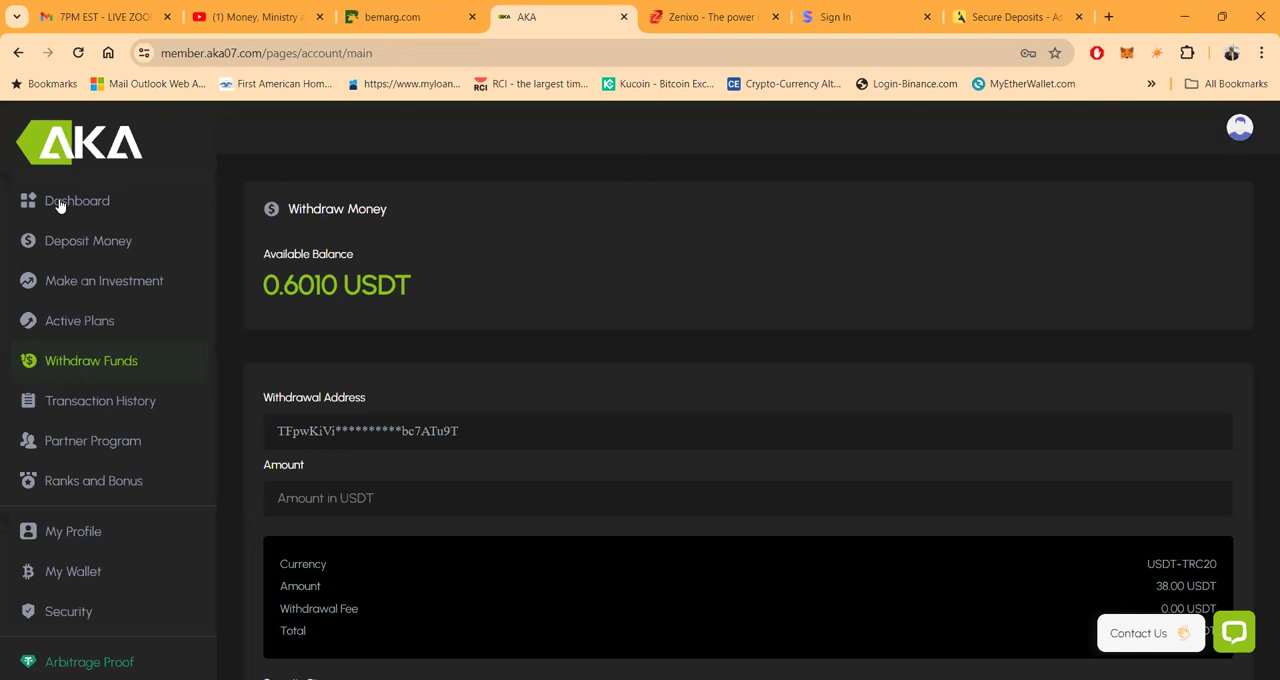 7PM EST - LIVE ZOO
(1) Money, Ministry
bemarg.com
AKA
Zenixo - The power
Sign In
Secure Deposits - As
member.aka07.com/pages/account/main
Bookmarks
Mail Outlook Web A...
First American Hom...
https://www.myloan...
RCI - the largest tim...
Kucoin - Bitcoin Exc...
Crypto-Currency Alt...
Login-Binance.com
MyEtherWallet.com
All Bookmarks
AKA
Dashboard
Deposit Money
Make an Investment
Active Plans
Withdraw Funds
Transaction History
Partner Program
Ranks and Bonus
My Profile
My Wallet
Security
Arbitrage Proof
Withdraw Money
Available Balance
0.6010 USDT
Withdrawal Address
TFpwKiVi**********bc7ATu9T
Amount
Amount in USDT
Currency USDT-TRC20
Amount 38.00 USDT
Withdrawal Fee 0.00 USDT
Total
Contact Us